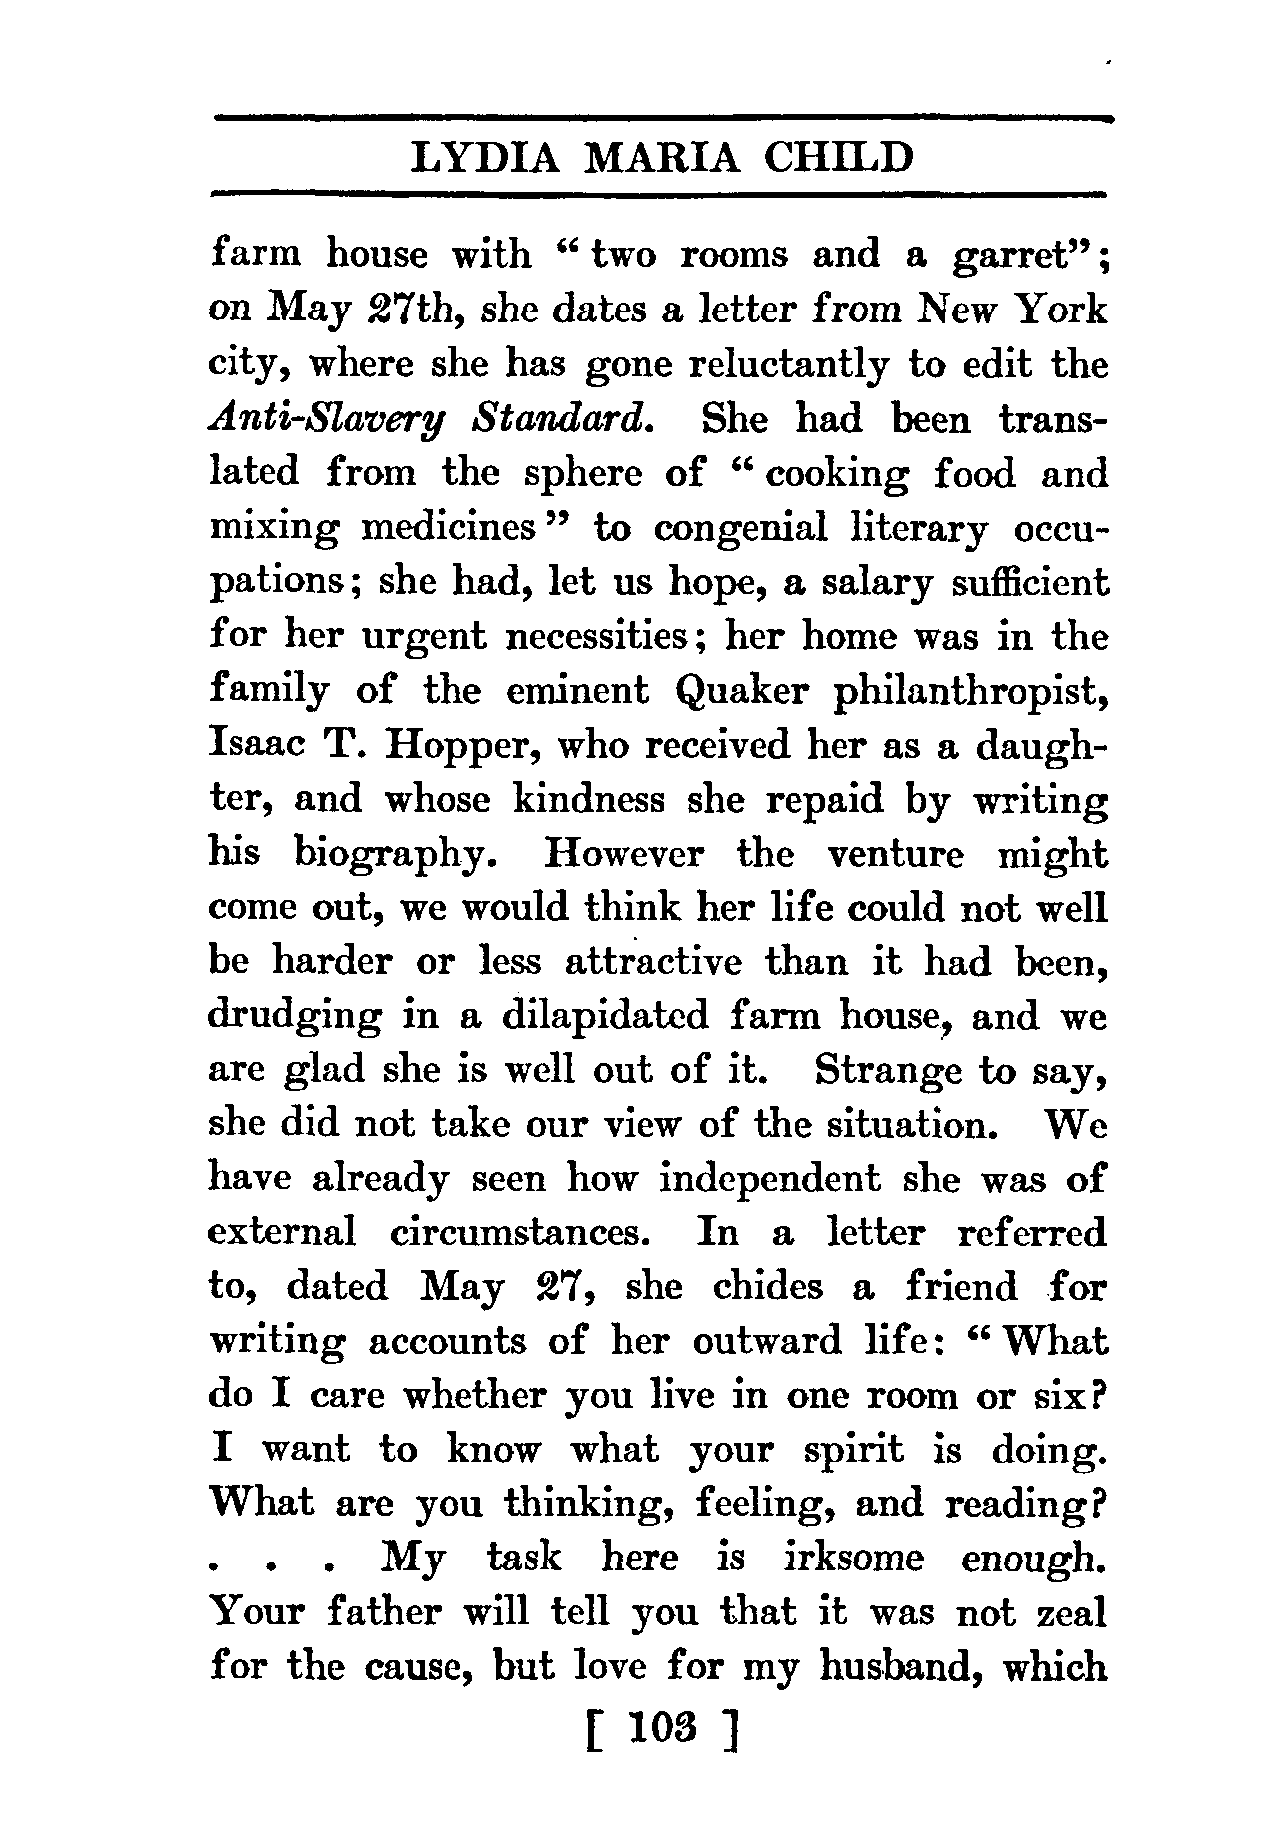 LYDIA MARIA CHILD
farm house with " two rooms and a garret";
on May 27th, she dates a letter from New York
city, where she has gone reluctantly to edit the
Anti-Slavery Standard. She had been trans-
lated from the sphere of " cooking food and
mixing medicines " to congenial literary occu-
pations; she had, let us hope, a salary sufficient
for her urgent necessities; her home was in the
family of the eminent Quaker philanthropist,
Isaac T. Hopper, who received her as a daugh-
ter, and whose kindness she repaid by writing
his biography. However the venture might
come out, we would think her life could not well
be harder or less attractive than it had been,
drudging in a dilapidated farm house, and we
are glad she is well out of it. Strange to say,
she did not take our view of the situation. We
have already seen how independent she was of
external circumstances. In a letter referred
to, dated May 27, she chides a friend for
writing accounts of her outward life: " What
do I care whether you live in one room or six?
I want to know what your spirit is doing.
What are you thinking, feeling, and reading?
. . . My task here is irksome enough.
Your father will tell you that it was not zeal
for the cause, but love for my husband, which
[ 103 ]